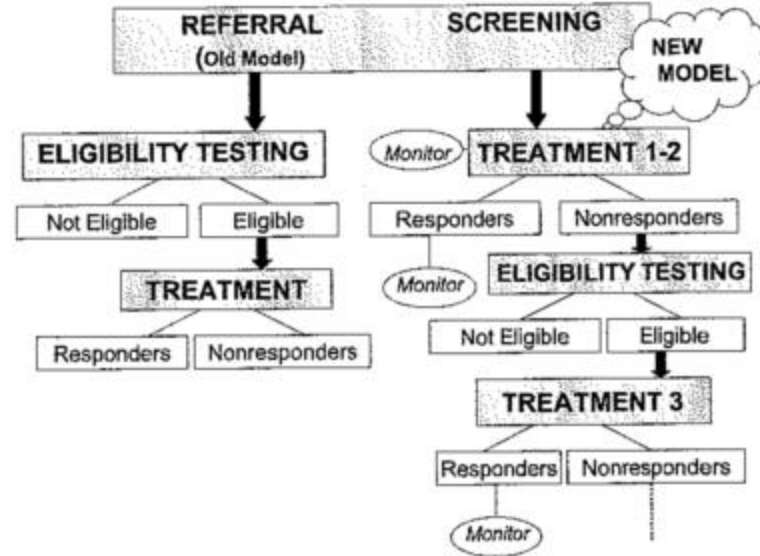 REFERRAL SCREENING
(Old Model)
NEW
MODEL
ELIGIBILITY TESTING
Not Eligible Eligible
TREATMENT
Responders Nonresponders
Monitor TREATMENT 1-2
Responders Nonresponders
Monitor
ELIGIBILITY TESTING
Not Eligible Eligible
TREATMENT 3
Responders Nonresponders
Monitor